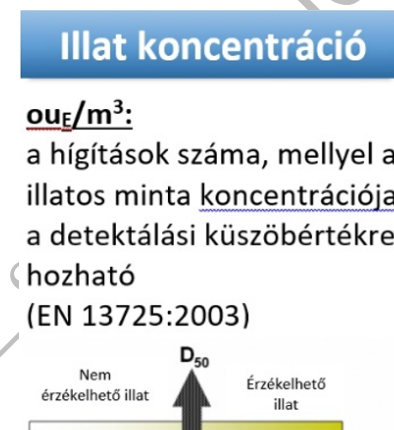 Illat koncentráció
ou_E/m³:
a hígítások száma, mellyel a
illatos minta koncentrációja
a detektálási küszöbértékre
hozható
(EN 13725:2003)
D₅₀
Nem
érzékelhető illat
Érzékelhető
illat